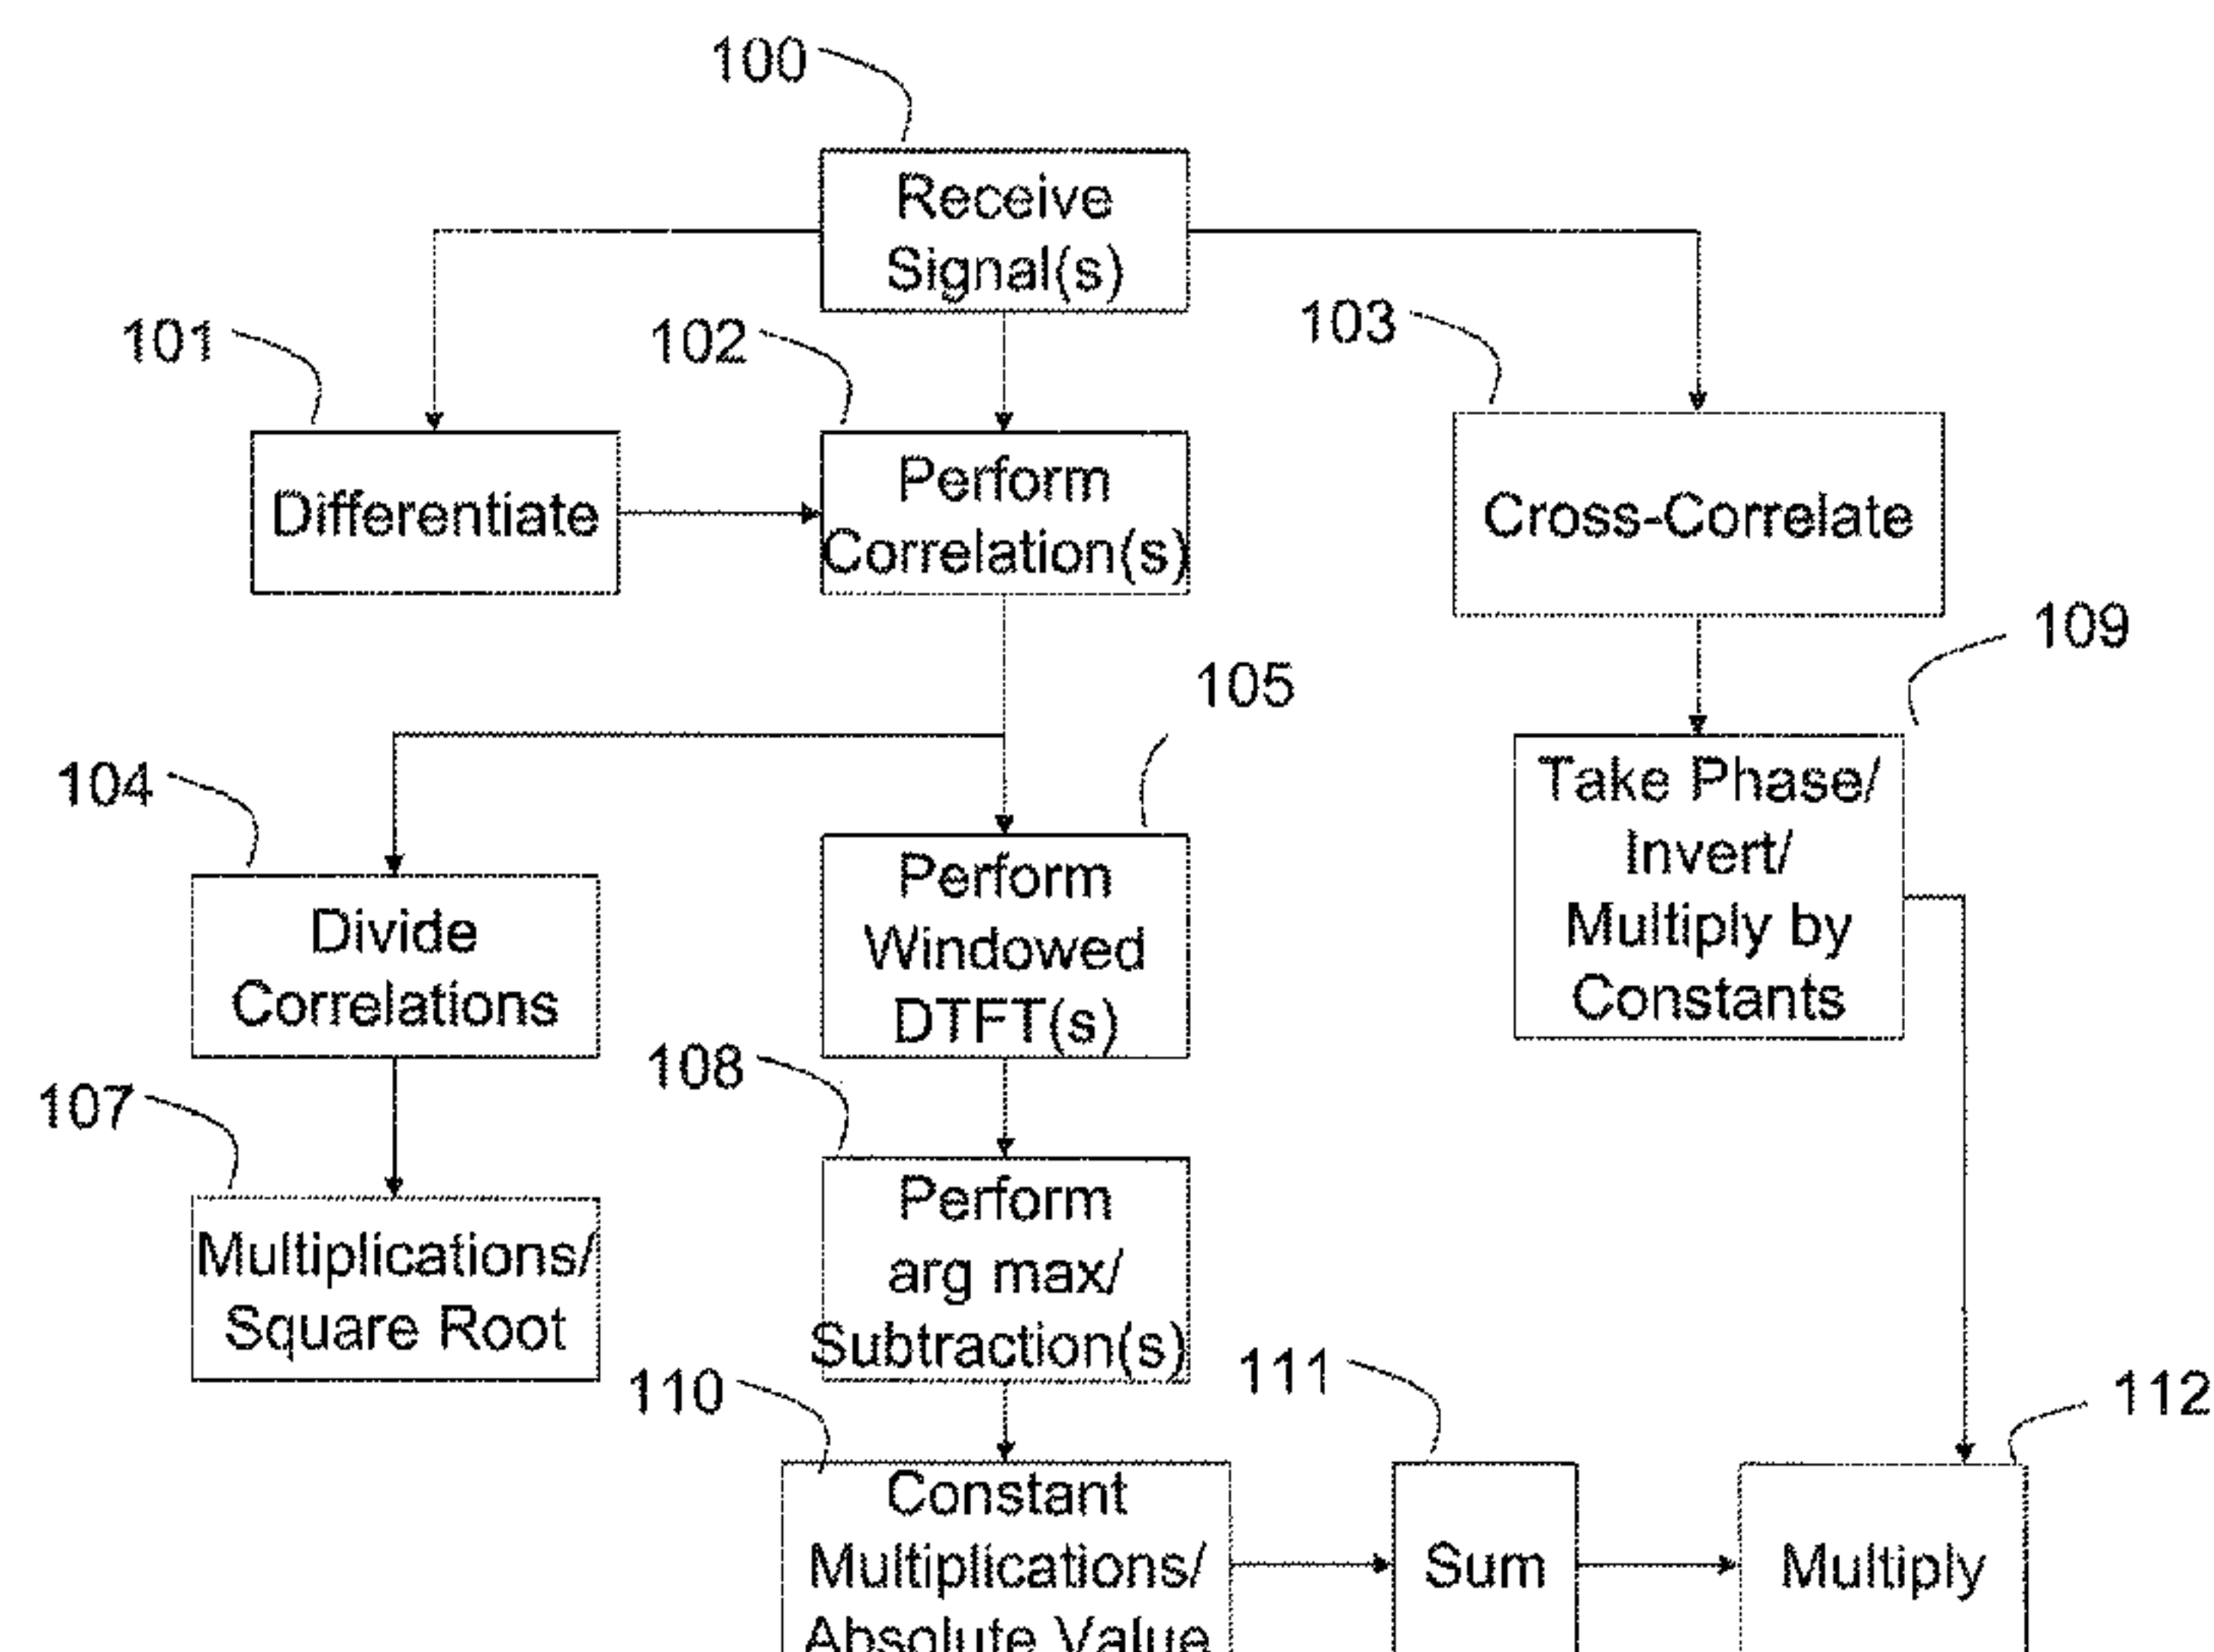 100
Receive
Signal(s)
101
102
103
Differentiate
Perform
Correlation(s)
Cross-Correlate
109
105
104
Take Phase/
Invert/
Multiply by
Constants
Divide
Correlations
Perform
Windowed
DTFT(s)
108
107
Multiplications/
Square Root
Perform
arg max/
Subtraction(s)
110
111
112
Constant
Multiplications/
Absolute Value
Sum
Multiply